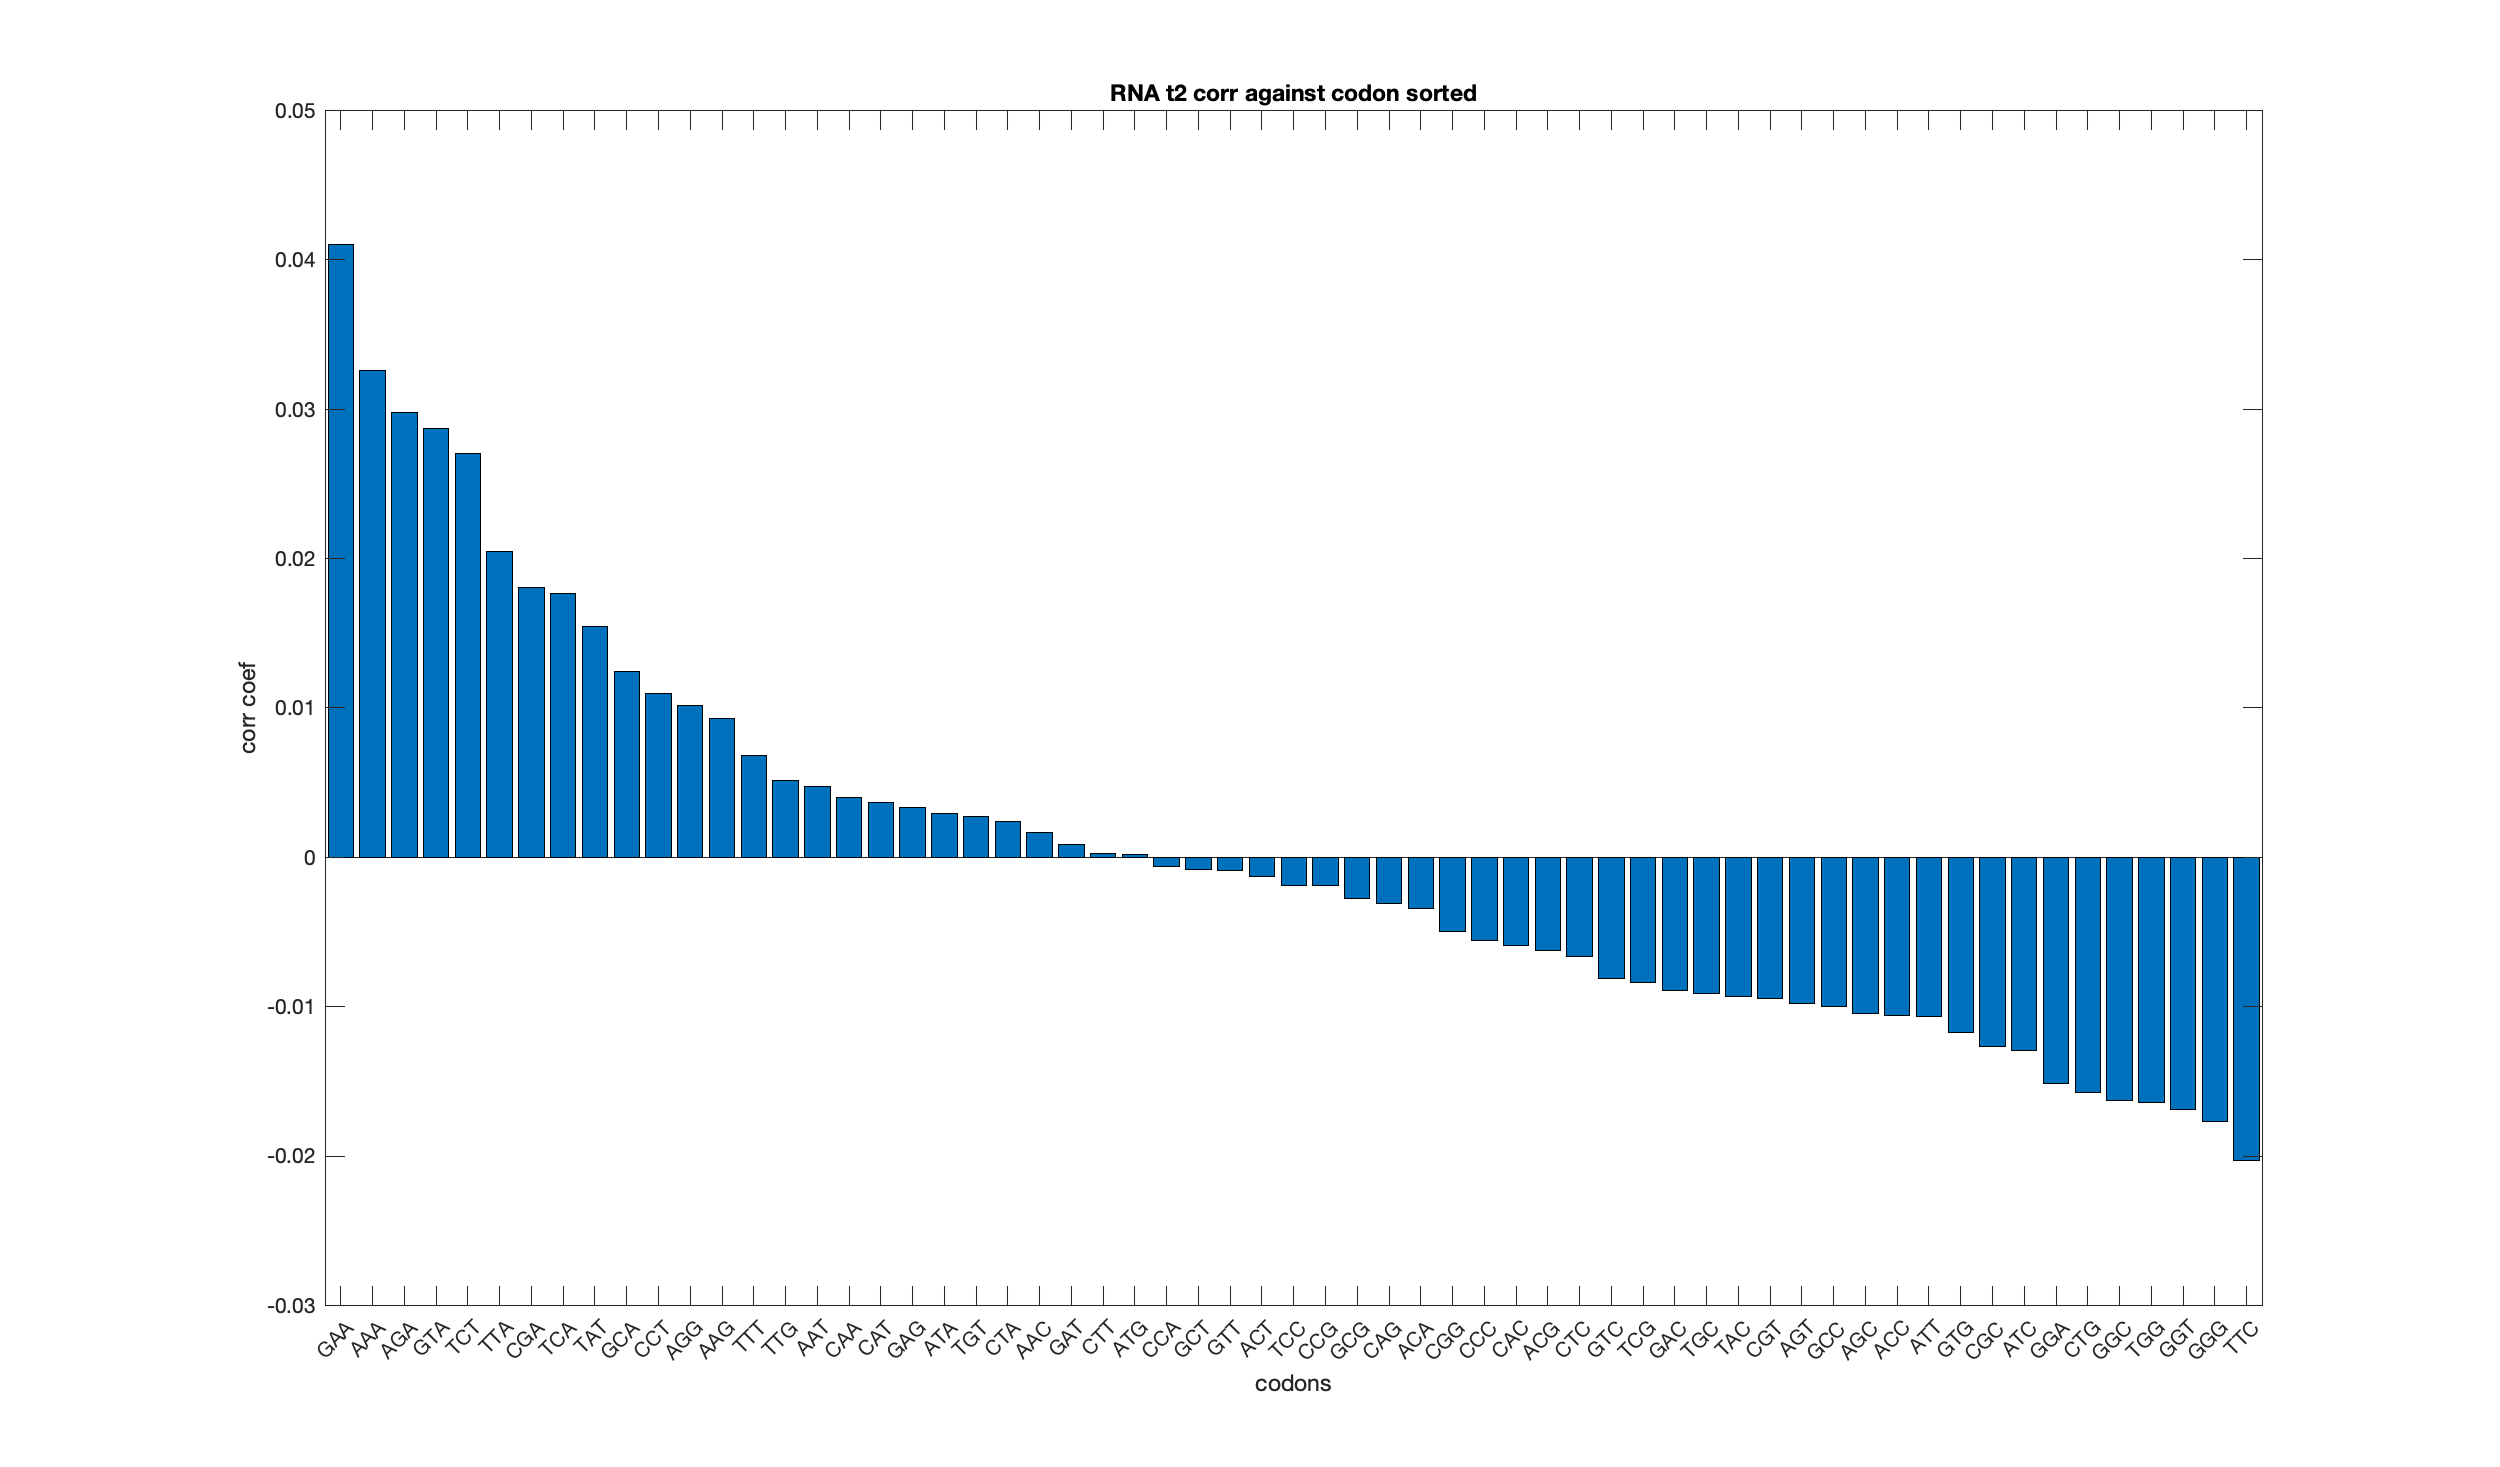 RNA t2 corr against codon sorted
0.05
0.04
0.03
0.02
0.01
0
-0.01
-0.02
-0.03
corr coef
GAA AAA AGA GTA TCT TTA CGA TCA TAT GCA CCT AGG AAG TTT TTG AAT CAA CAT GAG ATA TGT CTA AAC GAT CTT ATG CCA GCT GTT ACT TCC CCG GCG CAG ACA CGG CCC CAC ACG CTC GTC TCG GAC TGC TAC CGT AGT GCC AGC ACC ATT GTG CGC ATC GGA CTG GGC TGG GGT GGG TTC
codons